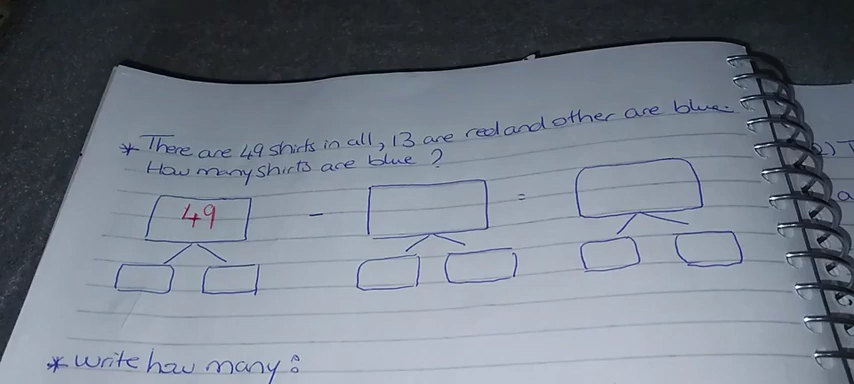 * There are 49 shirts in all, 13 are red and other are blue.
How many shirts are blue ?
49 - =
* Write how many :
2)
a